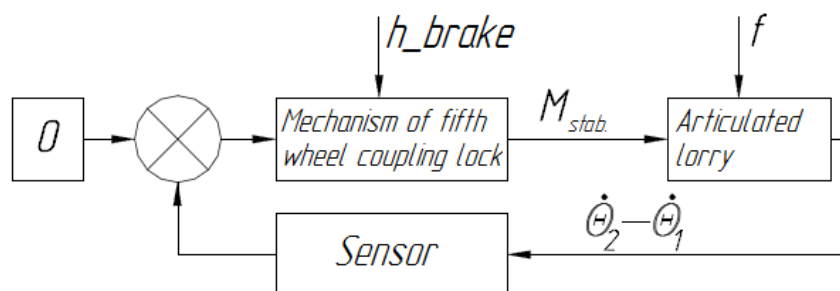 h_brake
f
0
Mechanism of fifth
wheel coupling lock
M stab.
Articulated
lorry
Θ̇₂—Θ̇₁
Sensor